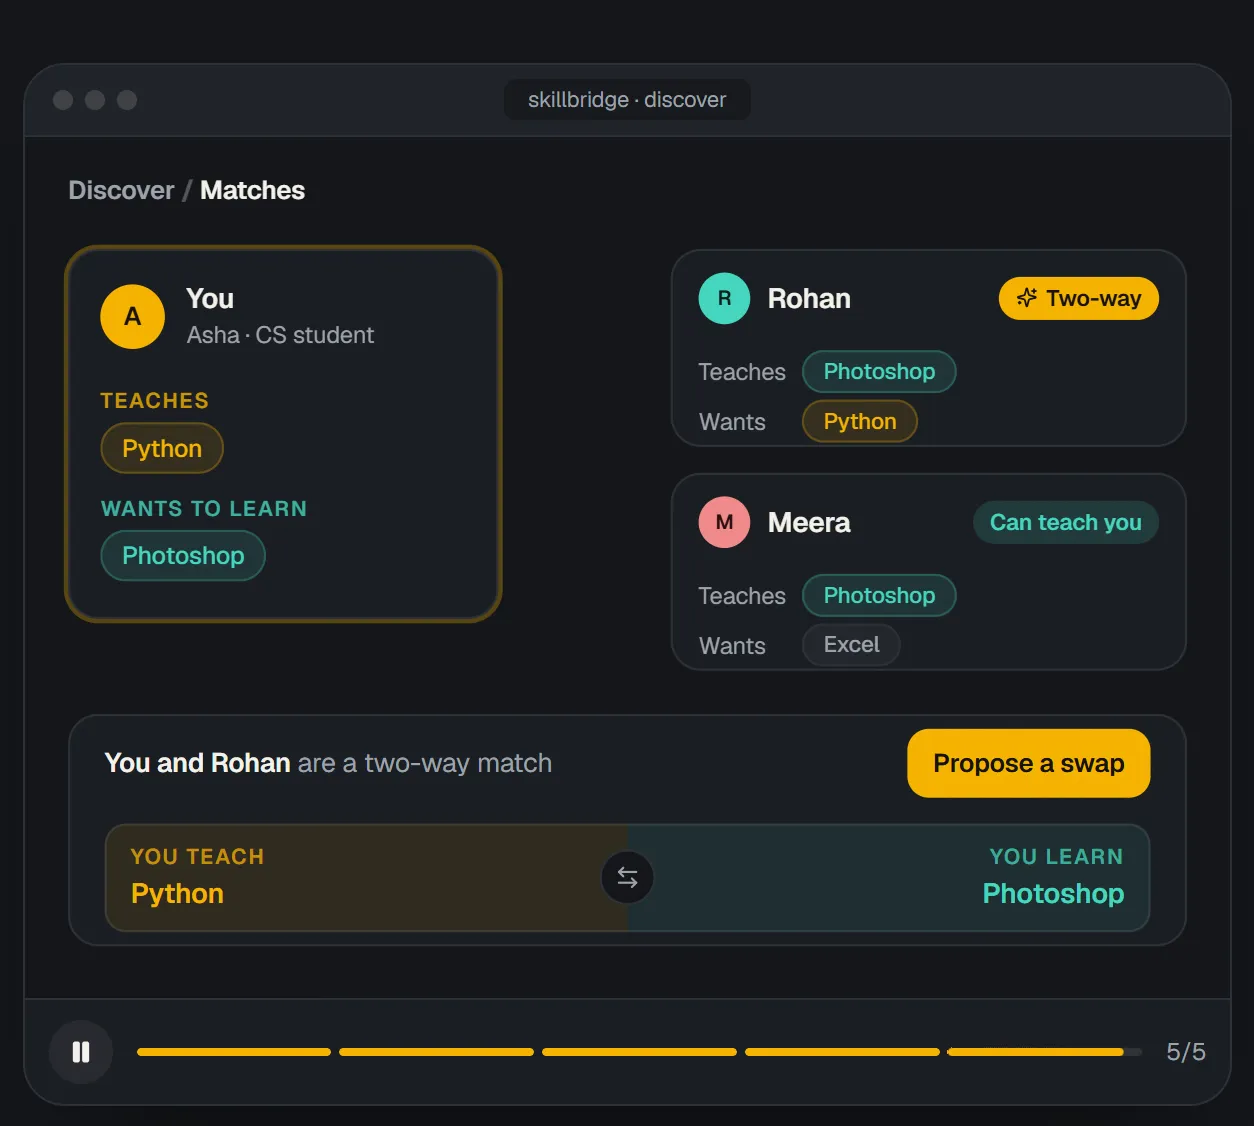 skillbridge · discover
Discover / Matches
A
You
Asha · CS student
TEACHES
Python
WANTS TO LEARN
Photoshop
R
Rohan
Two-way
Teaches
Photoshop
Wants
Python
M
Meera
Can teach you
Teaches
Photoshop
Wants
Excel
You and Rohan are a two-way match
Propose a swap
YOU TEACH
Python
YOU LEARN
Photoshop
5/5